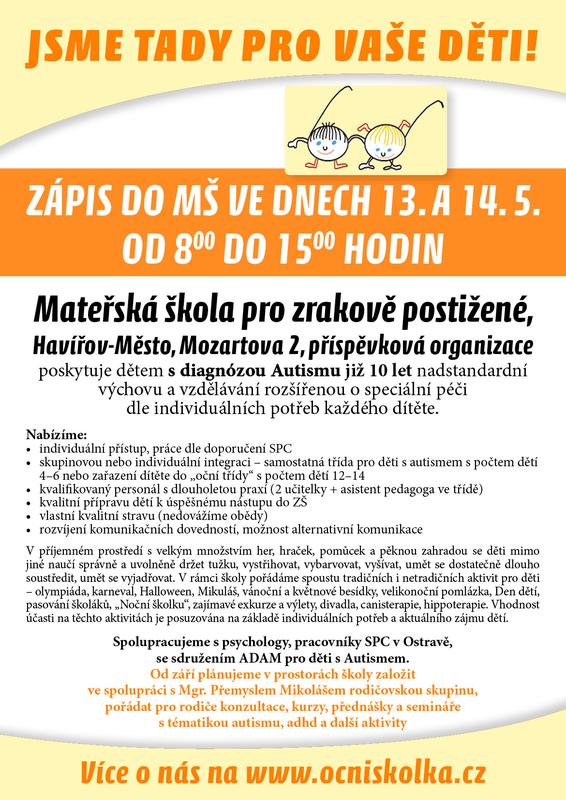 JSME TADY PRO VAŠE DĚTI!
ZÁPIS DO MŠ VE DNECH 13. A 14. 5.
OD 8⁰⁰ DO 15⁰⁰ HODIN
Mateřská škola pro zrakově postižené,
Havířov-Město, Mozartova 2, příspěvková organizace
poskytuje dětem s diagnózou Autismu již 10 let nadstandardní
výchovu a vzdělávání rozšířenou o speciální péči
dle individuálních potřeb každého dítěte.
Nabízíme:
• individuální přístup, práce dle doporučení SPC
• skupinovou nebo individuální integraci – samostatná třída pro děti s autismem s počtem dětí
4–6 nebo zařazení dítěte do „oční třídy“ s počtem dětí 12–14
• kvalifikovaný personál s dlouholetou praxí (2 učitelky + asistent pedagoga ve třídě)
• kvalitní přípravu dětí k úspěšnému nástupu do ZŠ
• vlastní kvalitní stravu (nedovážíme obědy)
• rozvíjení komunikačních dovedností, možnost alternativní komunikace
V příjemném prostředí s velkým množstvím her, hraček, pomůcek a pěknou zahradou se děti mimo
jiné naučí správně a uvolněně držet tužku, vystřihovat, vybarvovat, vyšívat, umět se dostatečně dlouho
soustředit, umět se vyjadřovat. V rámci školy pořádáme spoustu tradičních i netradičních aktivit pro děti
– olympiáda, karneval, Halloween, Mikuláš, vánoční a květnové besídky, velikonoční pomlázka, Den dětí,
pasování školáků, „Noční školku“, zajímavé exkurze a výlety, divadla, canisterapie, hippoterapie. Vhodnost
účasti na těchto aktivitách je posuzována na základě individuálních potřeb a aktuálního zájmu dětí.
Spolupracujeme s psychology, pracovníky SPC v Ostravě,
se sdružením ADAM pro děti s Autismem.
Od září plánujeme v prostorách školy založit
ve spolupráci s Mgr. Přemyslem Mikolášem rodičovskou skupinu,
pořádat pro rodiče konzultace, kurzy, přednášky a semináře
s tématikou autismu, adhd a další aktivity
Více o nás na www.ocniskolka.cz